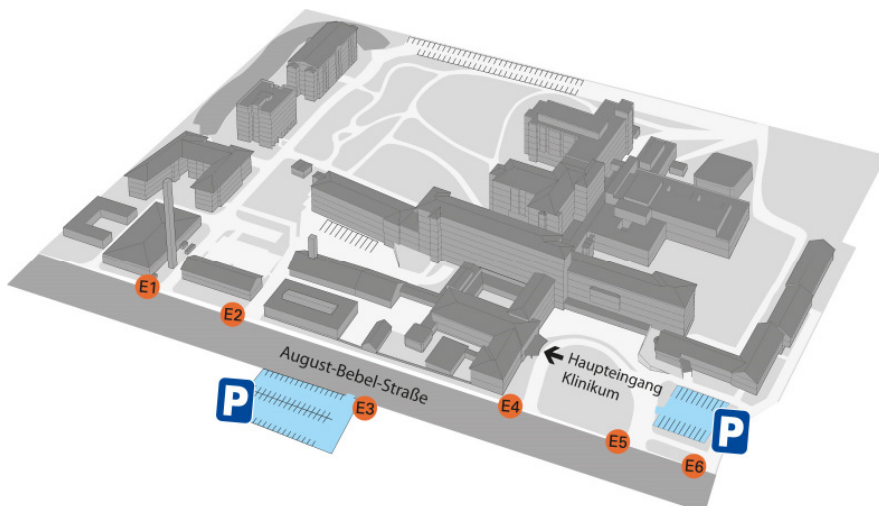 E1
E2
August-Bebel-Straße
P
E3
E4
Haupteingang
Klinikum
E5
P
E6